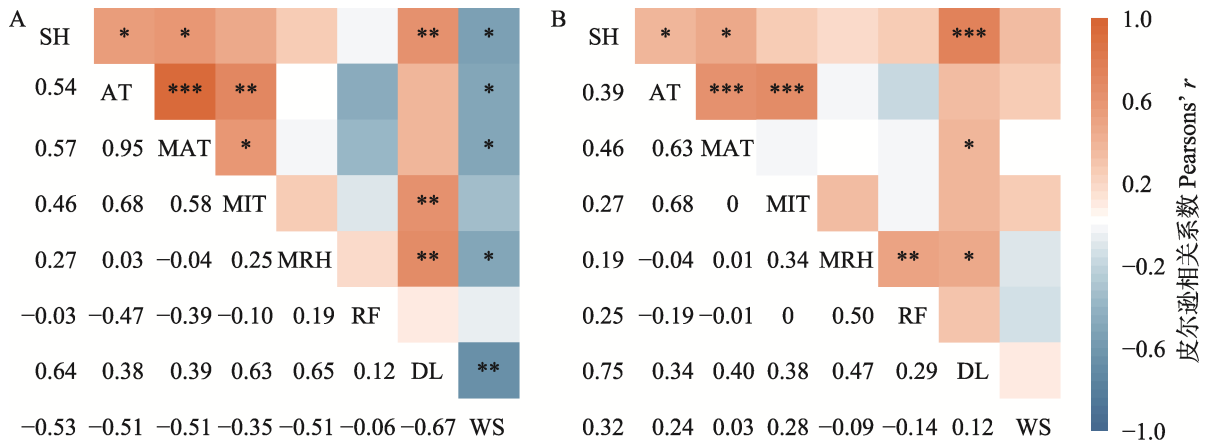 A
SH * * ** *
0.54 AT *** ** *
0.57 0.95 MAT * *
0.46 0.68 0.58 MIT **
0.27 0.03 −0.04 0.25 MRH ** *
−0.03 −0.47 −0.39 −0.10 0.19 RF
0.64 0.38 0.39 0.63 0.65 0.12 DL **
−0.53 −0.51 −0.51 −0.35 −0.51 −0.06 −0.67 WS
B
SH * * ***
0.39 AT *** ***
0.46 0.63 MAT *
0.27 0.68 0 MIT
0.19 −0.04 0.01 0.34 MRH ** *
0.25 −0.19 −0.01 0 0.50 RF
0.75 0.34 0.40 0.38 0.47 0.29 DL
0.32 0.24 0.03 0.28 −0.09 −0.14 0.12 WS
1.0
0.6
0.2
−0.2
−0.6
−1.0
皮尔逊相关系数 Pearsons' r